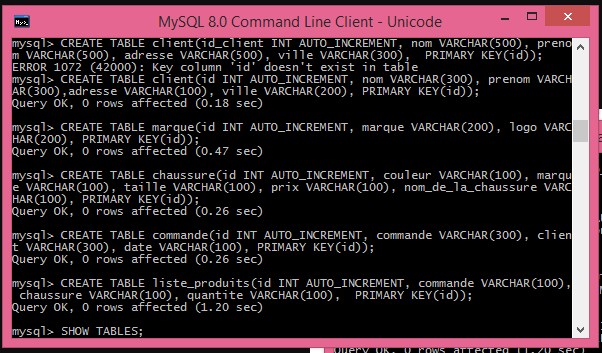 MySQL 8.0 Command Line Client - Unicode
mysql> CREATE TABLE client(id_client INT AUTO_INCREMENT, nom VARCHAR(500), preno
m VARCHAR(500), adresse VARCHAR(500), ville VARCHAR(300),  PRIMARY KEY(id));
ERROR 1072 (42000): Key column 'id' doesn't exist in table
mysql> CREATE TABLE client(id INT AUTO_INCREMENT, nom VARCHAR(300), prenom VARCH
AR(300),adresse VARCHAR(100), ville VARCHAR(200), PRIMARY KEY(id));
Query OK, 0 rows affected (0.18 sec)
mysql> CREATE TABLE marque(id INT AUTO_INCREMENT, marque VARCHAR(200), logo VARC
HAR(200), PRIMARY KEY(id));
Query OK, 0 rows affected (0.47 sec)
mysql> CREATE TABLE chaussure(id INT AUTO_INCREMENT, couleur VARCHAR(100), marqu
e VARCHAR(100), taille VARCHAR(100), prix VARCHAR(100), nom_de_la_chaussure VARC
HAR(100), PRIMARY KEY(id));
Query OK, 0 rows affected (0.26 sec)
mysql> CREATE TABLE commande(id INT AUTO_INCREMENT, commande VARCHAR(300), clien
t VARCHAR(300), date VARCHAR(100), PRIMARY KEY(id));
Query OK, 0 rows affected (0.26 sec)
mysql> CREATE TABLE liste_produits(id INT AUTO_INCREMENT, commande VARCHAR(100),
 chaussure VARCHAR(100), quantite VARCHAR(100),  PRIMARY KEY(id));
Query OK, 0 rows affected (1.20 sec)
mysql> SHOW TABLES;
Query OK, 0 rows affected (1.20 sec)